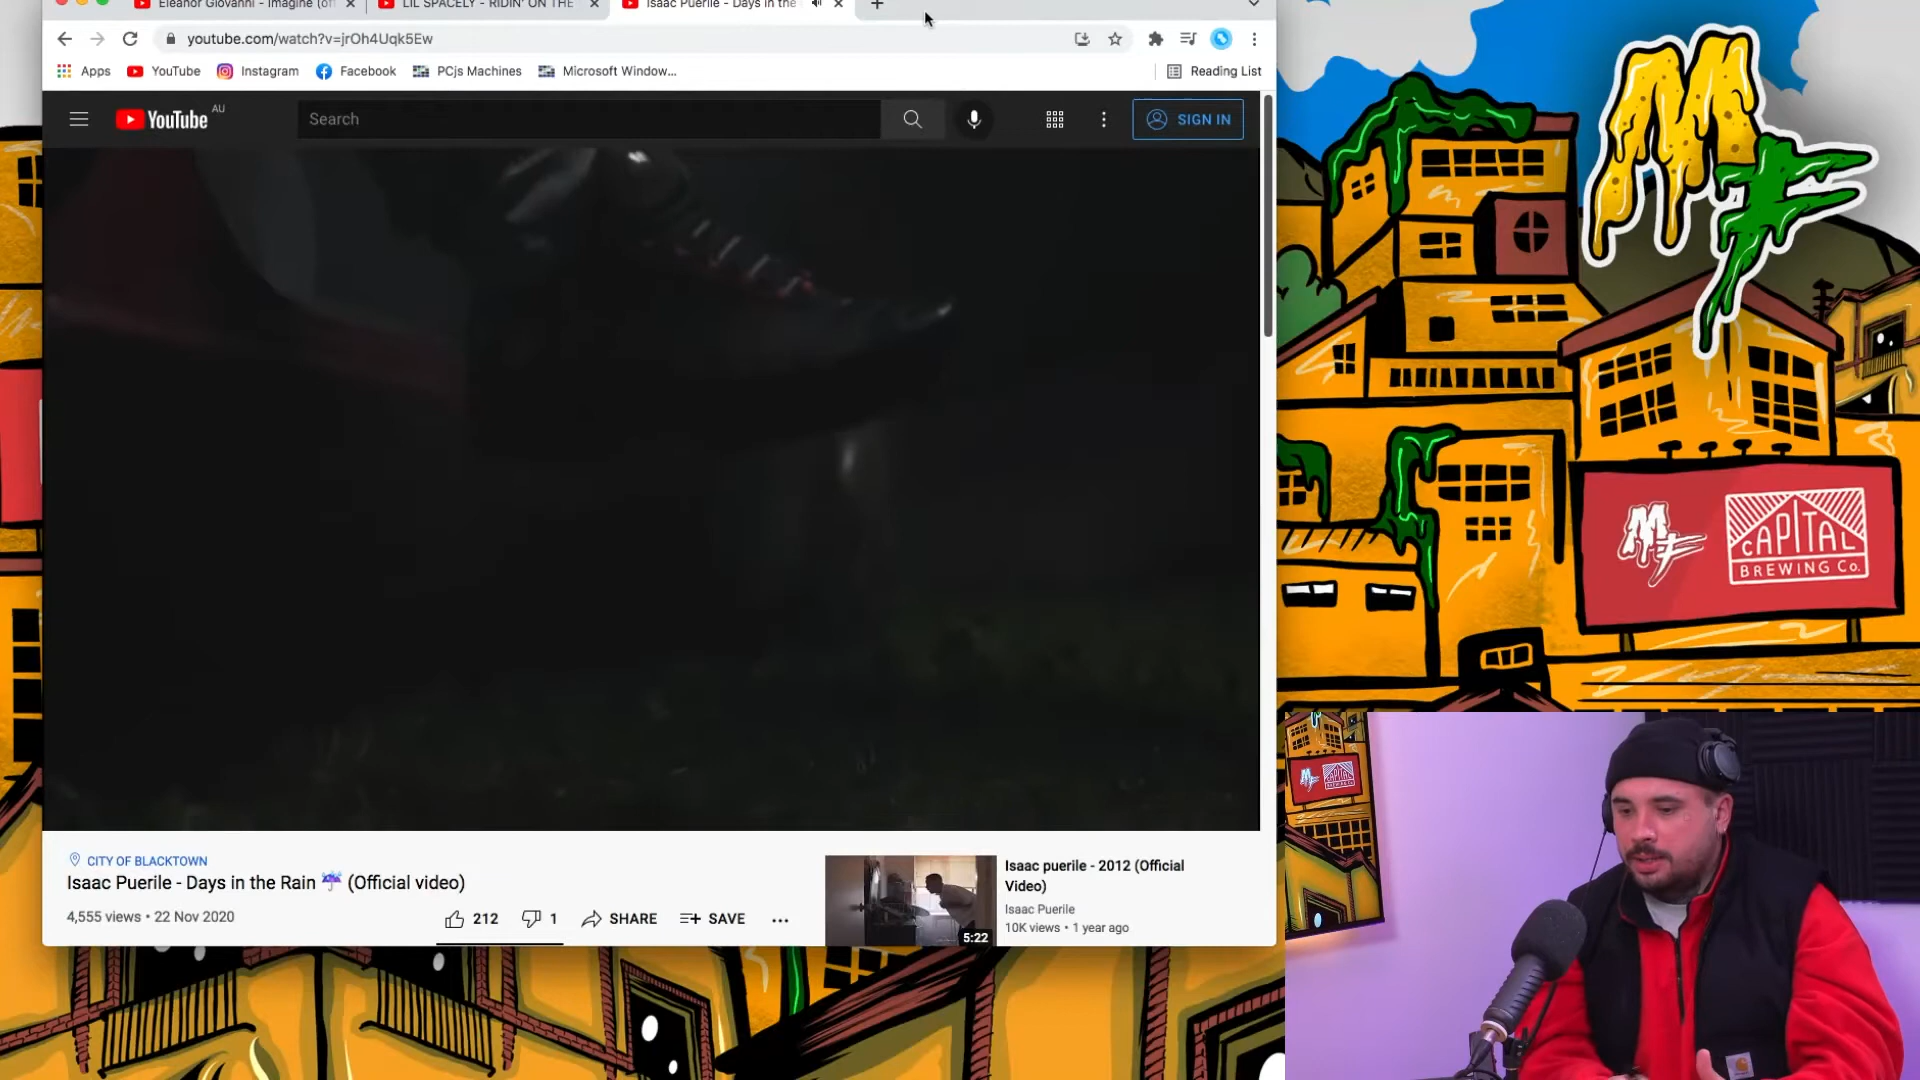 Eleanor Giovanni - Imagine (off
LIL SPACELY - RIDIN' ON THE
Isaac Puerile - Days in the
youtube.com/watch?v=jrOh4Uqk5Ew
Apps
YouTube
Instagram
Facebook
PCjs Machines
Microsoft Window...
Reading List
YouTube AU
Search
SIGN IN
MF
MF
CAPITAL
BREWING Co.
CITY OF BLACKTOWN
Isaac Puerile - Days in the Rain ☔ (Official video)
4,555 views • 22 Nov 2020
212
1
SHARE
SAVE
Isaac puerile - 2012 (Official
Video)
Isaac Puerile
10K views • 1 year ago
5:22